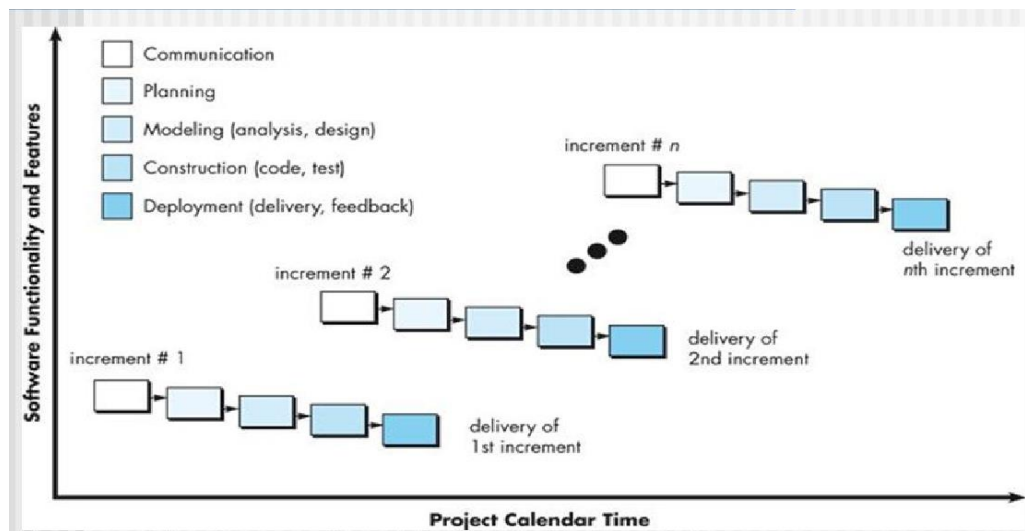 Communication
Planning
Modeling (analysis, design)
Construction (code, test)
Deployment (delivery, feedback)
increment # n
delivery of
nth increment
increment # 2
delivery of
2nd increment
increment # 1
delivery of
1st increment
Software Functionality and Features
Project Calendar Time